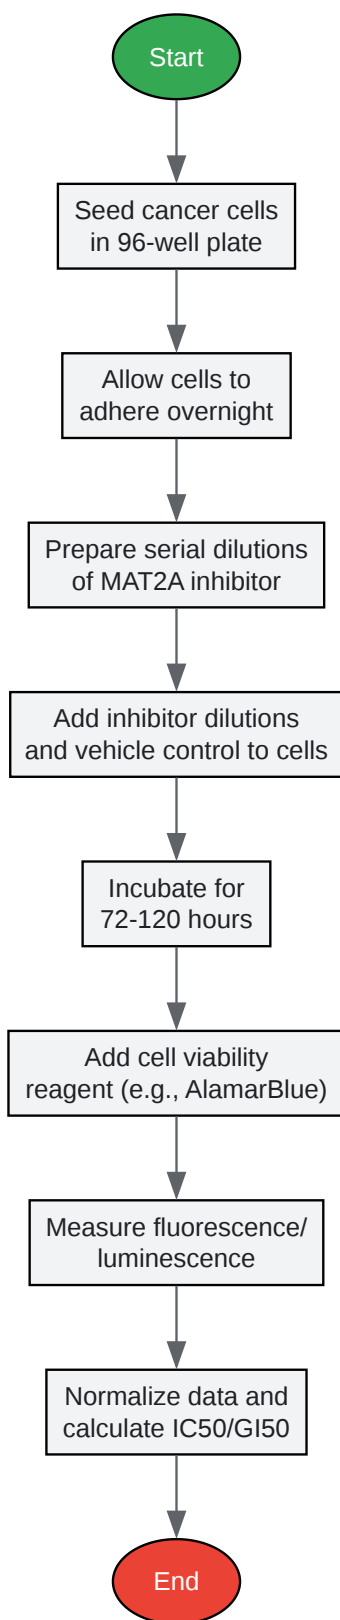 Start
Seed cancer cells
in 96-well plate
Allow cells to
adhere overnight
Prepare serial dilutions
of MAT2A inhibitor
Add inhibitor dilutions
and vehicle control to cells
Incubate for
72-120 hours
Add cell viability
reagent (e.g., AlamarBlue)
Measure fluorescence/
luminescence
Normalize data and
calculate IC50/GI50
End